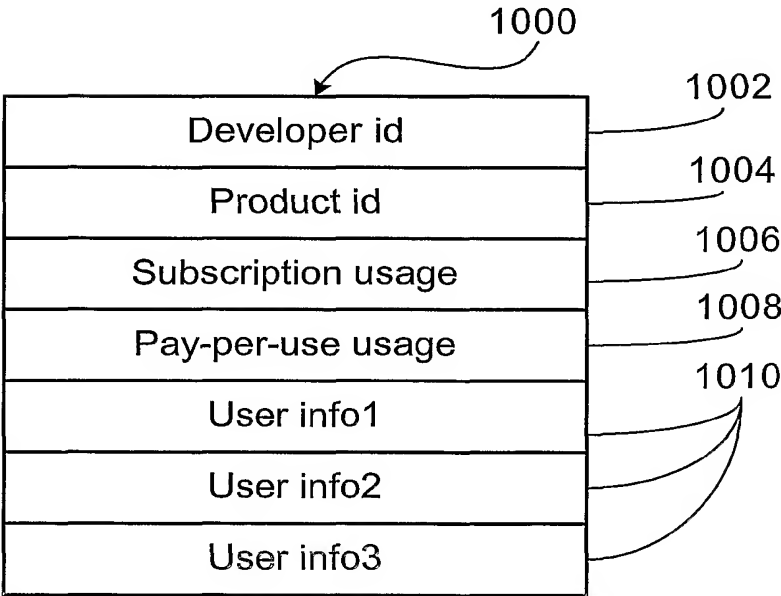 1000
Developer id 1002
Product id 1004
Subscription usage 1006
Pay-per-use usage 1008
User info1 1010
User info2
User info3